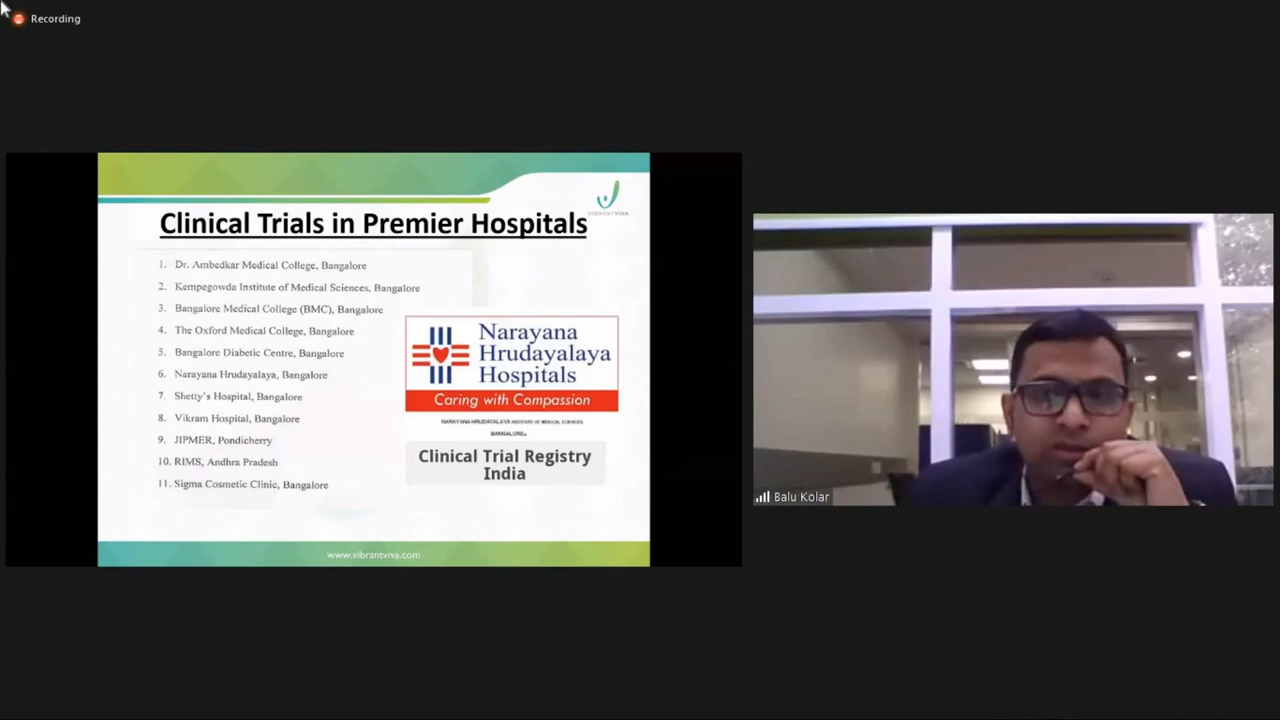 Recording
VIBRANTVIVA
Clinical Trials in Premier Hospitals
1. Dr. Ambedkar Medical College, Bangalore
2. Kempegowda Institute of Medical Sciences, Bangalore
3. Bangalore Medical College (BMC), Bangalore
4. The Oxford Medical College, Bangalore
5. Bangalore Diabetic Centre, Bangalore
6. Narayana Hrudayalaya, Bangalore
7. Shetty's Hospital, Bangalore
8. Vikram Hospital, Bangalore
9. JIPMER, Pondicherry
10. RIMS, Andhra Pradesh
11. Sigma Cosmetic Clinic, Bangalore
Narayana
Hrudayalaya
Hospitals
Caring with Compassion
NARAYANA HRUDAYALAYA INSTITUTE OF MEDICAL SCIENCES
BANGALORE.
Clinical Trial Registry
India
www.vibrantviva.com
Balu Kolar